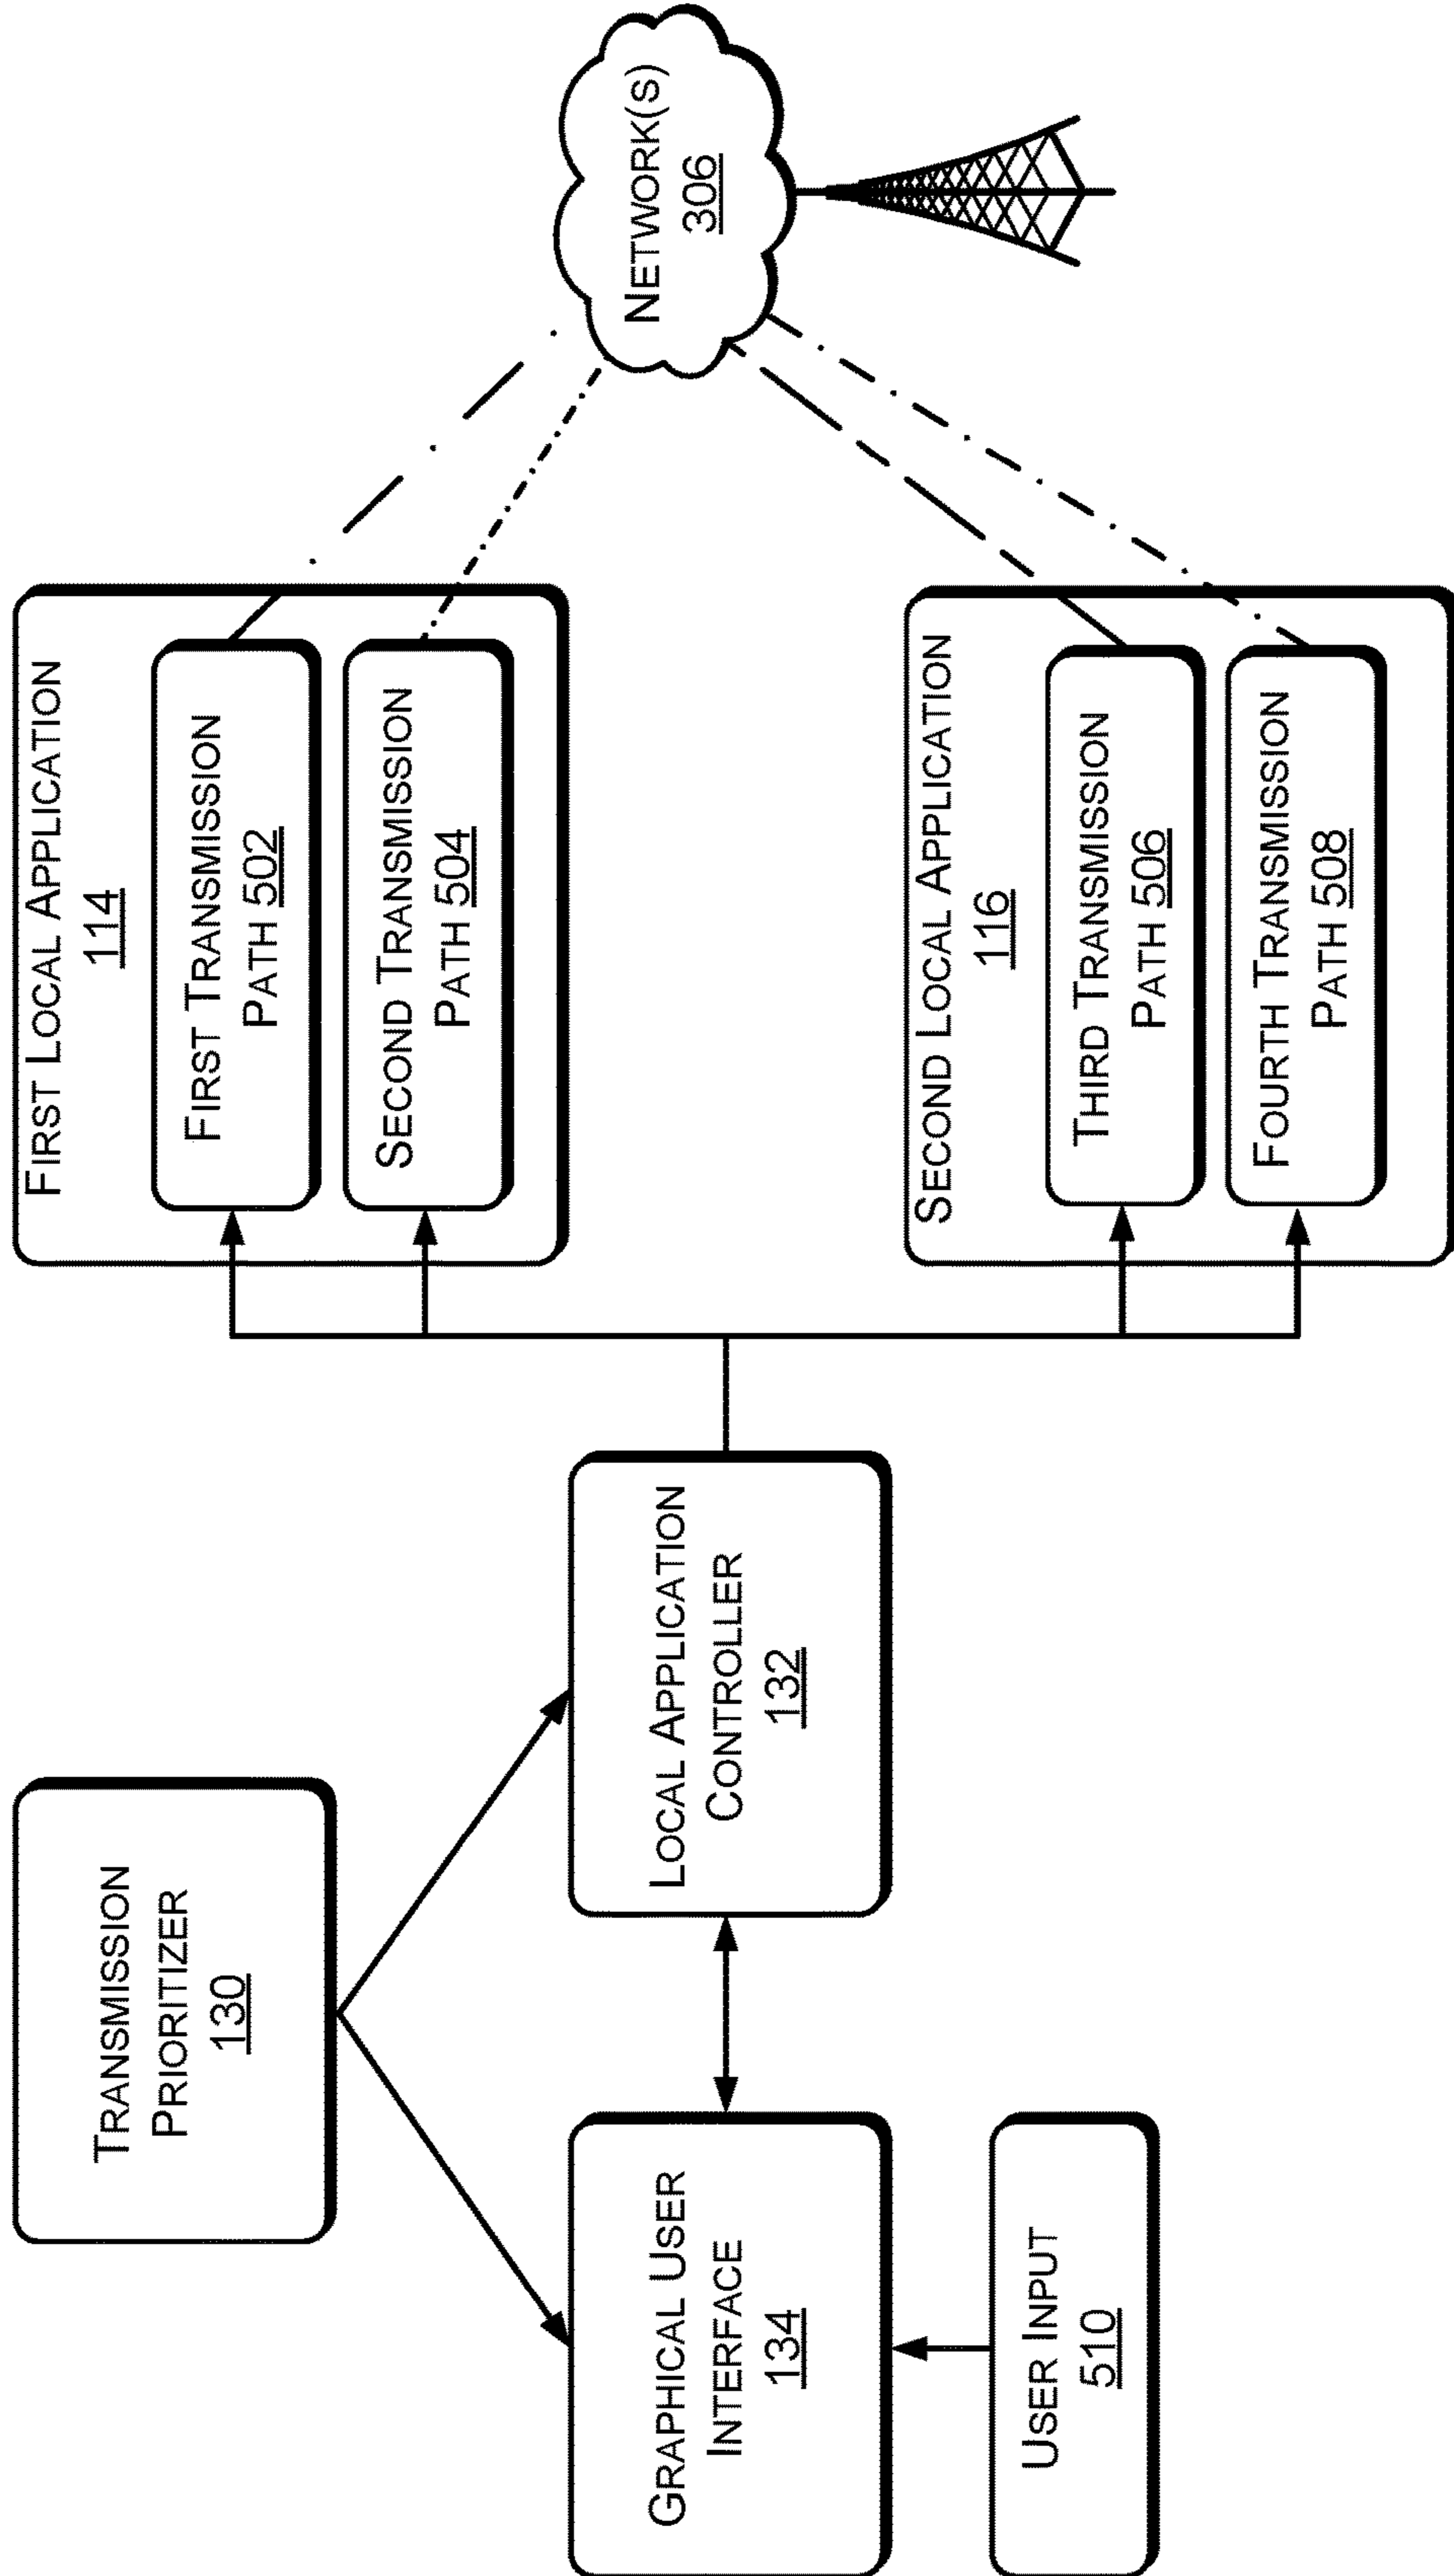 TRANSMISSION
PRIORITIZER
130
GRAPHICAL USER
INTERFACE
134
USER INPUT
510
LOCAL APPLICATION
CONTROLLER
132
FIRST LOCAL APPLICATION
114
FIRST TRANSMISSION
PATH 502
SECOND TRANSMISSION
PATH 504
SECOND LOCAL APPLICATION
116
THIRD TRANSMISSION
PATH 506
FOURTH TRANSMISSION
PATH 508
NETWORK(S)
306